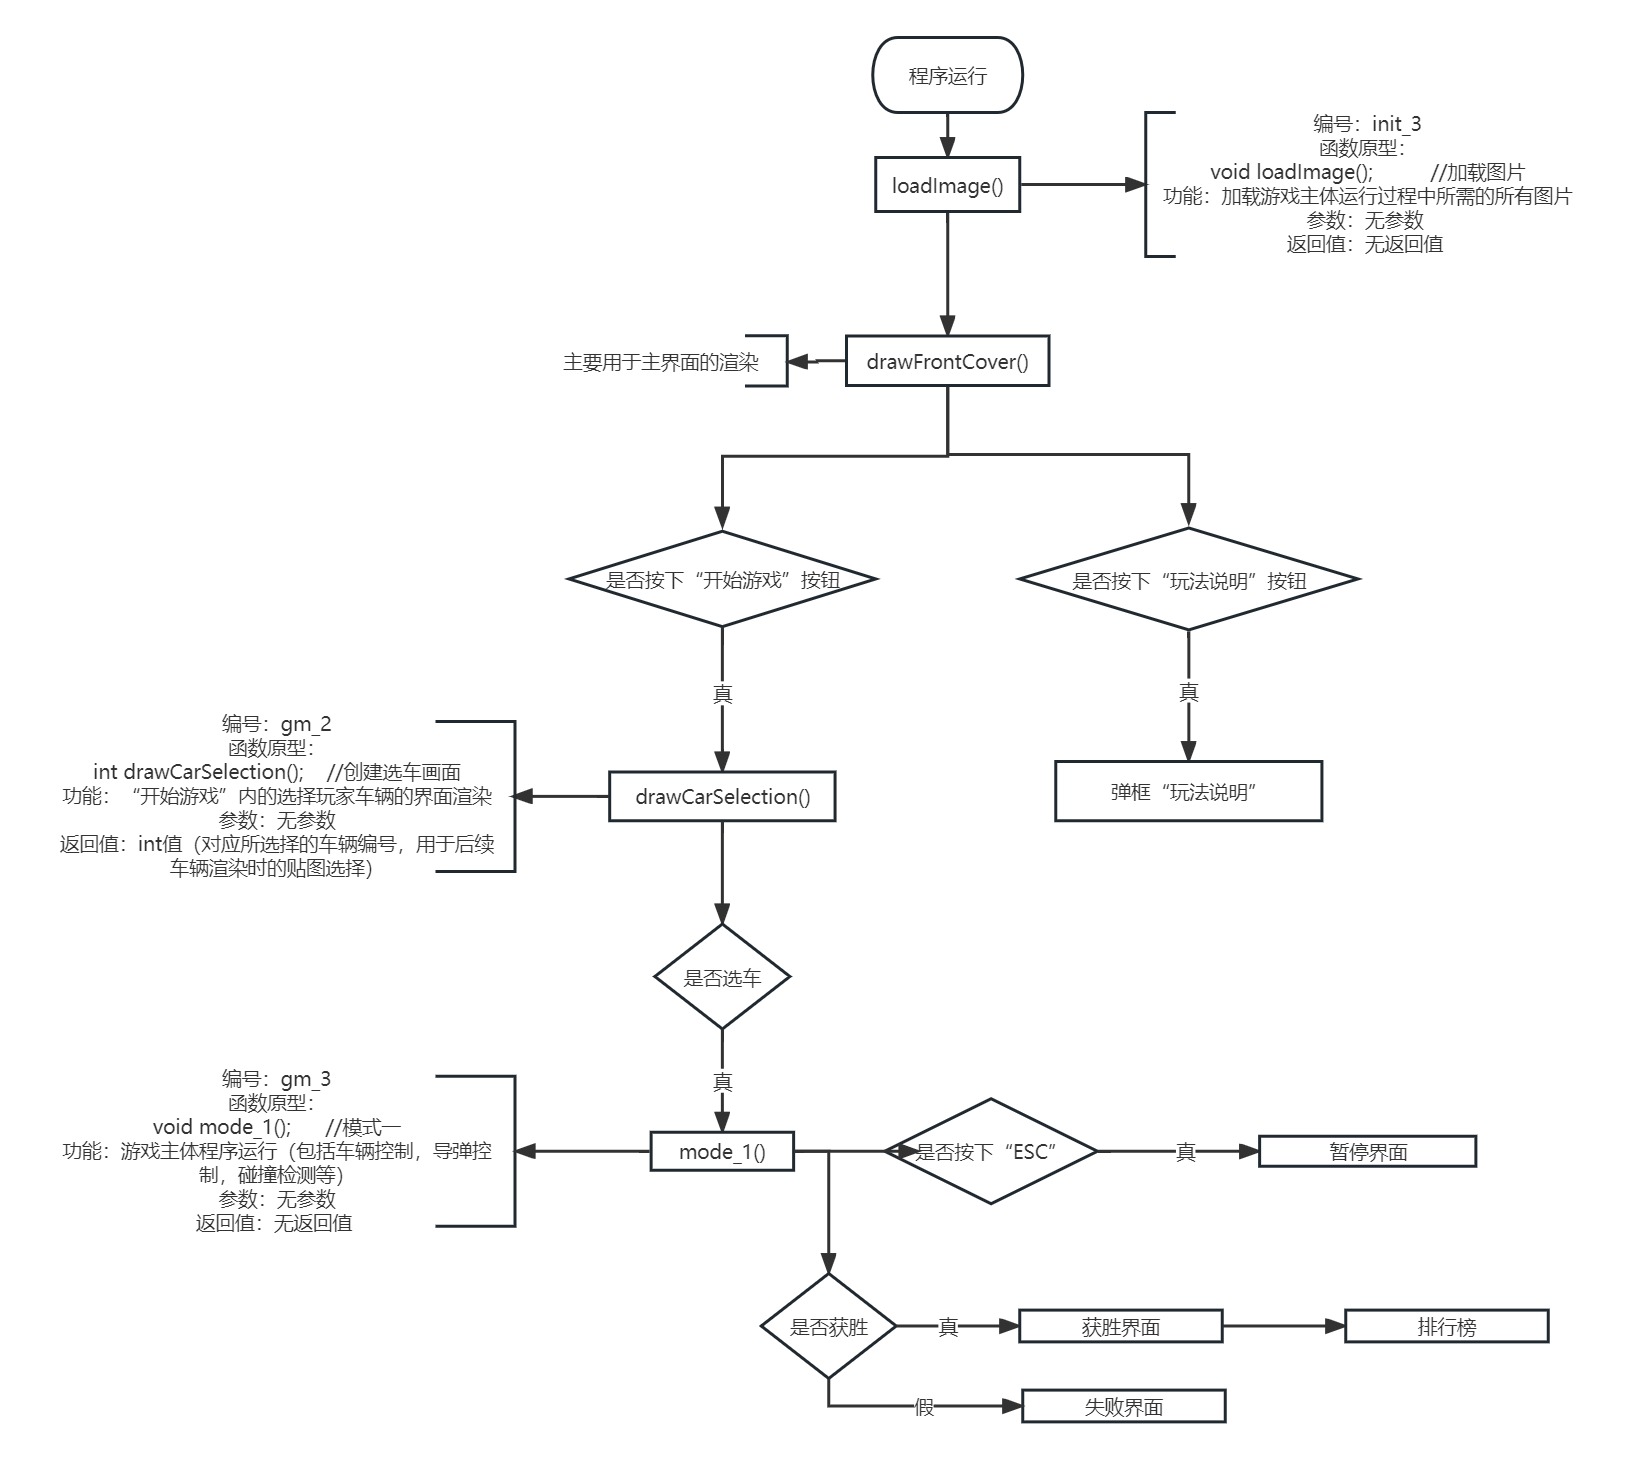 程序运行
loadImage()
编号：init_3
函数原型：
void loadImage();          //加载图片
功能：加载游戏主体运行过程中所需的所有图片
参数：无参数
返回值：无返回值
主要用于主界面的渲染
drawFrontCover()
是否按下“开始游戏”按钮
是否按下“玩法说明”按钮
真
真
编号：gm_2
函数原型：
int drawCarSelection();    //创建选车画面
功能：“开始游戏”内的选择玩家车辆的界面渲染
参数：无参数
返回值：int值（对应所选择的车辆编号，用于后续
车辆渲染时的贴图选择）
drawCarSelection()
弹框“玩法说明”
是否选车
真
编号：gm_3
函数原型：
void mode_1();      //模式一
功能：游戏主体程序运行（包括车辆控制，导弹控
制，碰撞检测等）
参数：无参数
返回值：无返回值
mode_1()
是否按下“ESC”
真
暂停界面
是否获胜
真
获胜界面
排行榜
假
失败界面